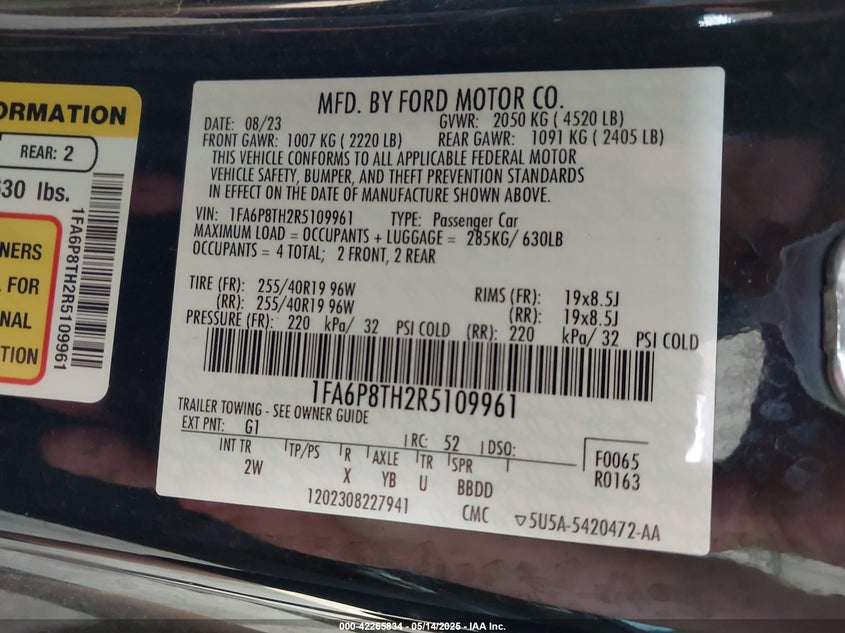 ORMATION
REAR: 2
630 lbs.
1FA6P8TH2R5109961
NERS
FOR
NAL
TION
MFD. BY FORD MOTOR CO.
DATE: 08/23 GVWR: 2050 KG ( 4520 LB)
FRONT GAWR: 1007 KG ( 2220 LB) REAR GAWR: 1091 KG ( 2405 LB)
THIS VEHICLE CONFORMS TO ALL APPLICABLE FEDERAL MOTOR
VEHICLE SAFETY, BUMPER, AND THEFT PREVENTION STANDARDS
IN EFFECT ON THE DATE OF MANUFACTURE SHOWN ABOVE.
VIN: 1FA6P8TH2R5109961 TYPE: Passenger Car
MAXIMUM LOAD = OCCUPANTS + LUGGAGE = 285KG/ 630LB
OCCUPANTS = 4 TOTAL; 2 FRONT, 2 REAR
TIRE (FR): 255/40R19 96W RIMS (FR): 19x8.5J
(RR): 255/40R19 96W (RR): 19x8.5J
PRESSURE (FR): 220 kPa/ 32 PSI COLD (RR): 220 kPa/ 32 PSI COLD
1FA6P8TH2R5109961
TRAILER TOWING - SEE OWNER GUIDE
EXT PNT: G1 RC: 52 DSO: F0065
INT TR TP/PS R AXLE TR SPR R0163
2W X YB U BBDD
1202308227941 CMC ▽5U5A-5420472-AA
000-42265834 - 05/14/2025 - IAA Inc.